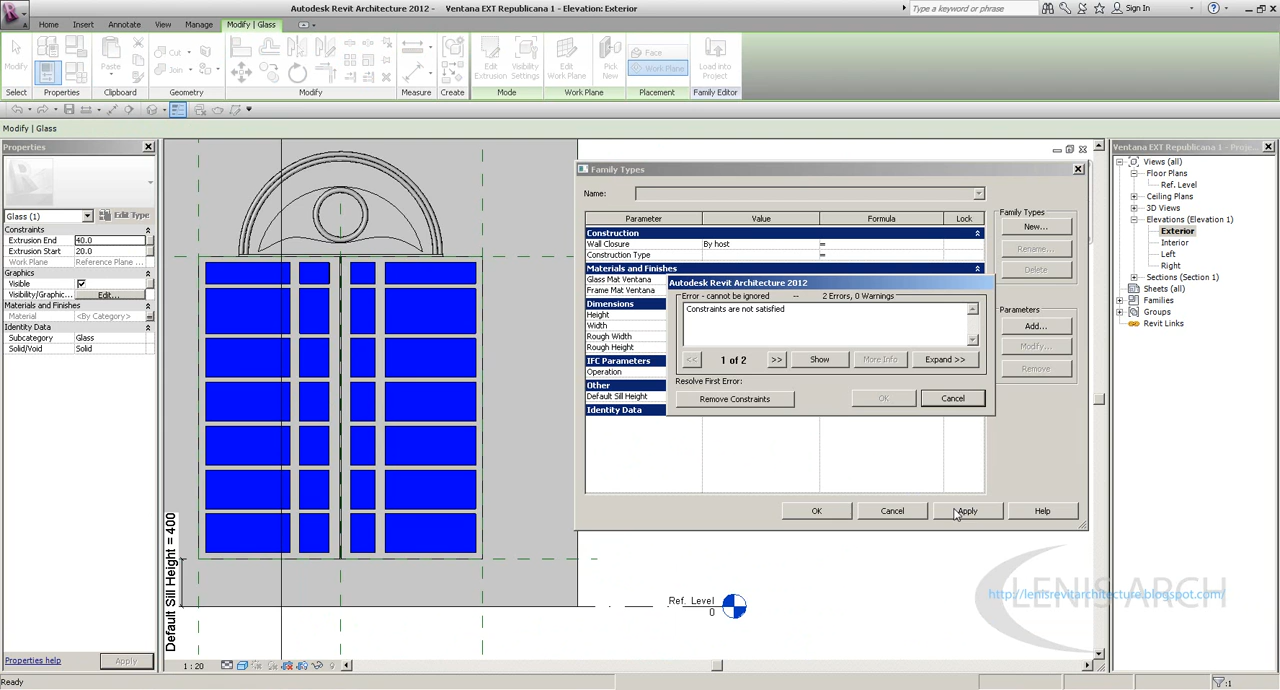 Autodesk Revit Architecture 2012 - Ventana EXT Republicana 1 - Elevation: Exterior
Type a keyword or phrase
Sign In
Home Insert Annotate View Manage Modify | Glass
Modify
Paste
Cut
Join
Edit Extrusion
Visibility Settings
Edit Work Plane
Pick New
Face
Work Plane
Load into Project
Select Properties Clipboard Geometry Modify Measure Create Mode Work Plane Placement Family Editor
Modify | Glass
Properties
Glass (1)
Edit Type
Constraints
Extrusion End 40.0
Extrusion Start 20.0
Work Plane Reference Plane ...
Graphics
Visible
Visibility/Graphic... Edit...
Materials and Finishes
Material <By Category>
Identity Data
Subcategory Glass
Solid/Void Solid
Properties help
Apply
Default Sill Height = 400
Ref. Level
0
1 : 20
Ready
Family Types
Name:
Parameter Value Formula Lock
Construction
Wall Closure By host =
Construction Type =
Materials and Finishes
Glass Mat Ventana
Frame Mat Ventana
Dimensions
Height
Width
Rough Width
Rough Height
IFC Parameters
Operation
Other
Default Sill Height
Identity Data
Family Types
New...
Rename...
Delete
Parameters
Add...
Modify...
Remove
OK
Cancel
Apply
Help
Autodesk Revit Architecture 2012
Error - cannot be ignored -- 2 Errors, 0 Warnings
Constraints are not satisfied
<< 1 of 2 >> Show More Info Expand >>
Resolve First Error:
Remove Constraints OK Cancel
Ventana EXT Republicana 1 - Proje...
Views (all)
Floor Plans
Ref. Level
Ceiling Plans
3D Views
Elevations (Elevation 1)
Exterior
Interior
Left
Right
Sections (Section 1)
Sheets (all)
Families
Groups
Revit Links
LENIS ARCH
http://lenisrevitarchitecture.blogspot.com/
:1